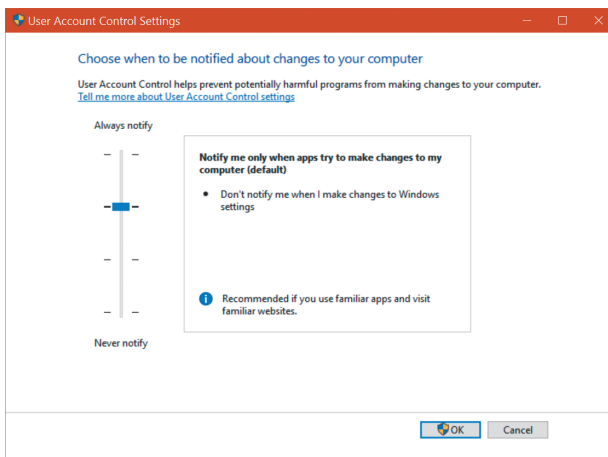 User Account Control Settings
Choose when to be notified about changes to your computer
User Account Control helps prevent potentially harmful programs from making changes to your computer.
Tell me more about User Account Control settings
Always notify
Notify me only when apps try to make changes to my
computer (default)
Don't notify me when I make changes to Windows
settings
Recommended if you use familiar apps and visit
familiar websites.
Never notify
OK
Cancel